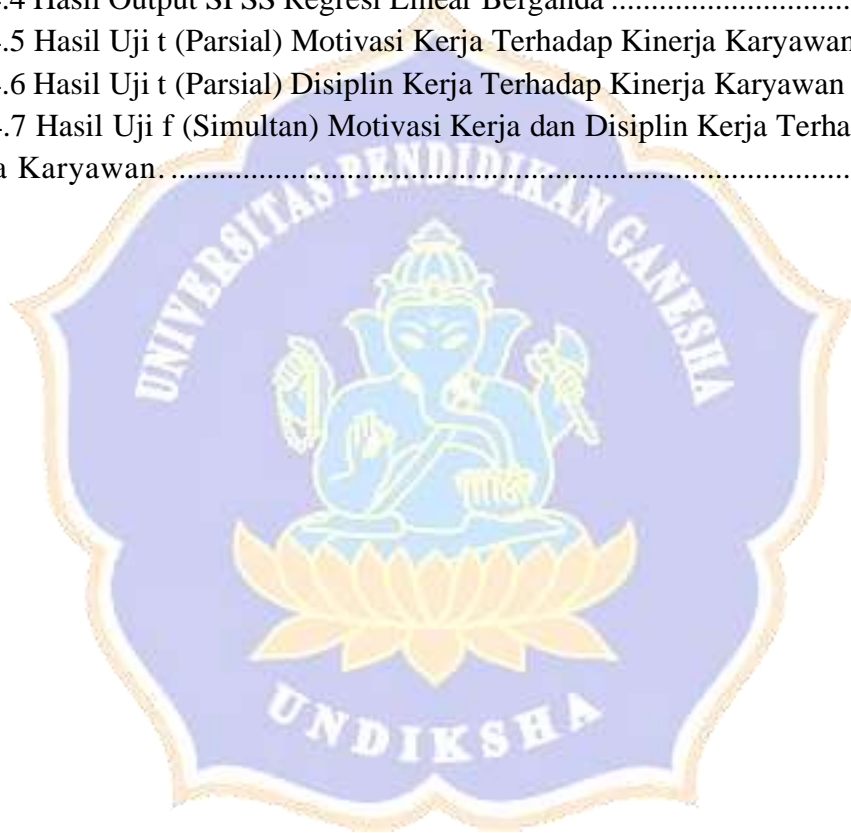 .4 Hasil Output SPSS Regresi Linear Berganda ....................................
.5 Hasil Uji t (Parsial) Motivasi Kerja Terhadap Kinerja Karyawan
.6 Hasil Uji t (Parsial) Disiplin Kerja Terhadap Kinerja Karyawan
.7 Hasil Uji f (Simultan) Motivasi Kerja dan Disiplin Kerja Terha
a Karyawan. ....................................................................................................
UNIVERSITAS PENDIDIKAN GANESHA
UNDIKSHA